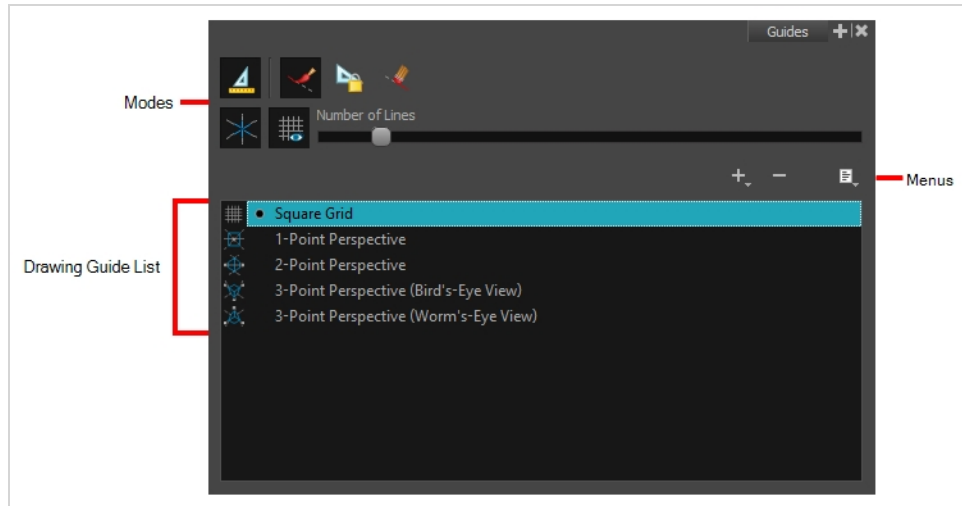 Guides
Modes
Number of Lines
Menus
Drawing Guide List
Square Grid
1-Point Perspective
2-Point Perspective
3-Point Perspective (Bird's-Eye View)
3-Point Perspective (Worm's-Eye View)